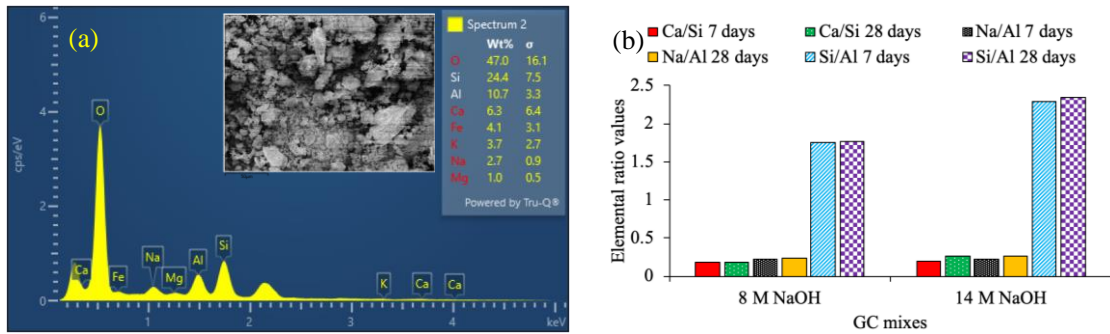 (a)
6
4
2
0
cps/eV
Ca
O
Fe
Na
Mg
Al
Si
K
Ca
Ca
1
2
3
4
keV
Spectrum 2
Wt% σ
O 47.0 16.1
Si 24.4 7.5
Al 10.7 3.3
Ca 6.3 6.4
Fe 4.1 3.1
K 3.7 2.7
Na 2.7 0.9
Mg 1.0 0.5
Powered by Tru-Q®
(b)
Ca/Si 7 days Ca/Si 28 days Na/Al 7 days
Na/Al 28 days Si/Al 7 days Si/Al 28 days
Elemental ratio values
2.5
2
1.5
1
0.5
0
8 M NaOH 14 M NaOH
GC mixes